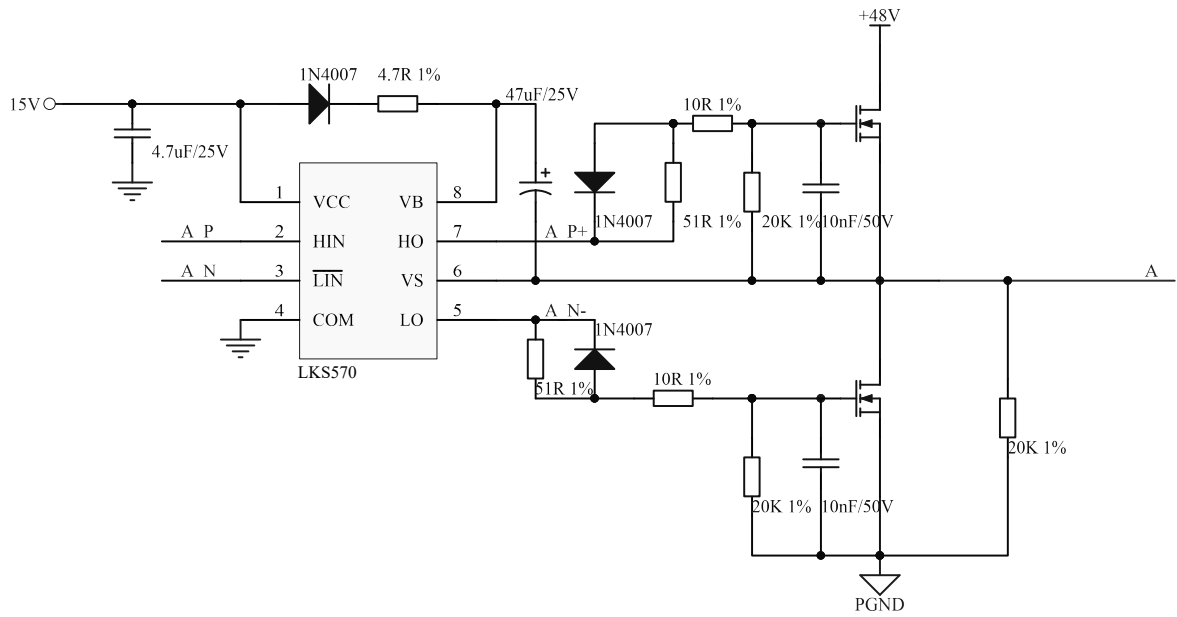 +48V
1N4007
4.7R 1%
15V
47uF/25V
10R 1%
4.7uF/25V
1
VCC
VB
8
1N4007
51R 1%
20K 1%
10nF/50V
A P
2
HIN
HO
7
A P+
A N
3
LIN
VS
6
A
4
COM
LO
5
A N-
1N4007
LKS570
51R 1%
10R 1%
20K 1%
20K 1%
10nF/50V
PGND